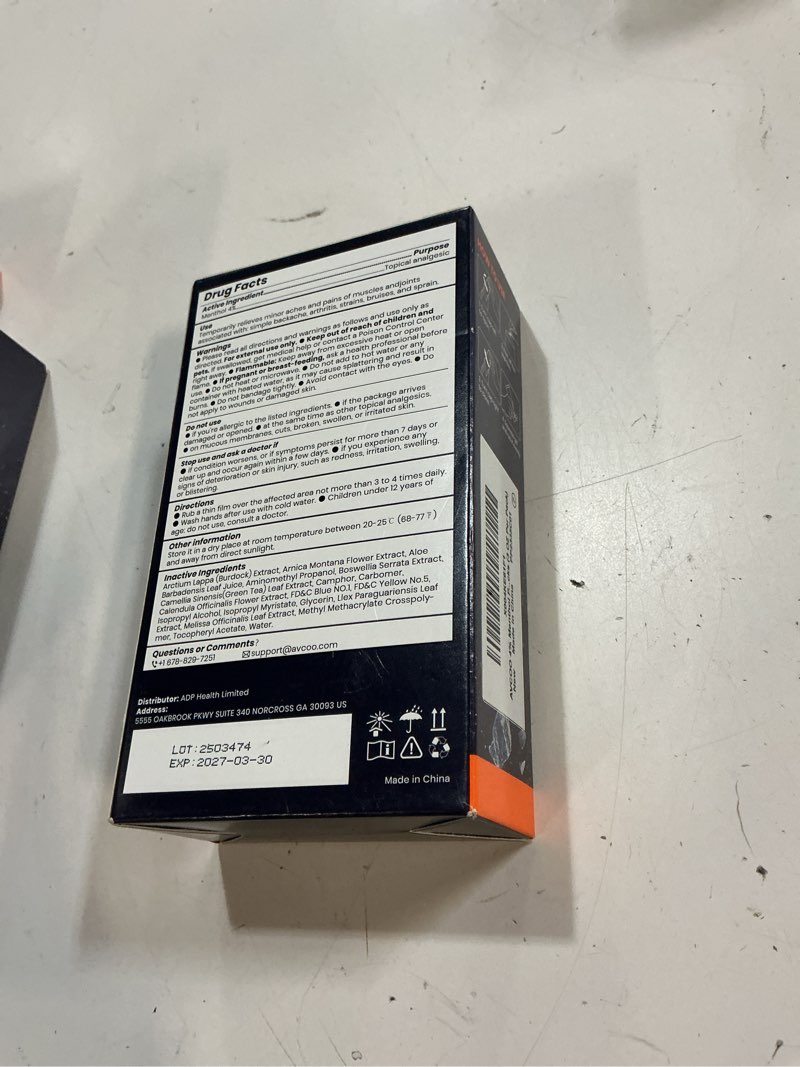 Drug Facts
Active Ingredient................................Purpose
Menthol 4%................................Topical analgesic
Use
Temporarily relieves minor aches and pains of muscles andjoints
associated with: simple backache, arthritis, strains, bruises, and sprain.
Warnings
● Please read all directions and warnings as follows and use only as
directed. For external use only. ● Keep out of reach of children and
pets. If swallowed, get medical help or contact a Poison Control Center
right away. ● Flammable: Keep away from excessive heat or open
flame. ● If pregnant or breast-feeding, ask a health professional before
use. ● Do not heat or microwave. ● Do not add to hot water or any
container with heated water, as it may cause splattering and result in
burns. ● Do not bandage tightly. ● Avoid contact with the eyes. ● Do
not apply to wounds or damaged skin.
Do not use
● if you're allergic to the listed ingredients. ● if the package arrives
damaged or opened. ● at the same time as other topical analgesics.
● on mucous membranes, cuts, broken, swollen, or irritated skin.
Stop use and ask a doctor if
● if condition worsens, or if symptoms persist for more than 7 days or
clear up and occur again within a few days. ● if you experience any
signs of deterioration or skin injury, such as redness, irritation, swelling,
or blistering.
Directions
● Rub a thin film over the affected area not more than 3 to 4 times daily.
● Wash hands after use with cold water. ● Children under 12 years of
age: do not use, consult a doctor.
Other information
Store it in a dry place at room temperature between 20-25℃ (68-77℉)
and away from direct sunlight.
Inactive Ingredients
Arctium Lappa (Burdock) Extract, Arnica Montana Flower Extract, Aloe
Barbadensis Leaf Juice, Aminomethyl Propanol, Boswellia Serrata Extract,
Camellia Sinensis(Green Tea) Leaf Extract, Camphor, Carbomer,
Calendula Officinalis Flower Extract, FD&C Blue NO.1, FD&C Yellow No.5,
Isopropyl Alcohol, Isopropyl Myristate, Glycerin, Llex Paraguariensis Leaf
Extract, Melissa Officinalis Leaf Extract, Methyl Methacrylate Crosspoly-
mer, Tocopheryl Acetate, Water.
Questions or Comments?
+1 678-829-7251 support@avcoo.com
Distributor: ADP Health Limited
Address:
5555 OAKBROOK PKWY SUITE 340 NORCROSS GA 30093 US
LOT:2503474
EXP:2027-03-30
Made in China
AVCOO 4% Menthol
New
Made in China